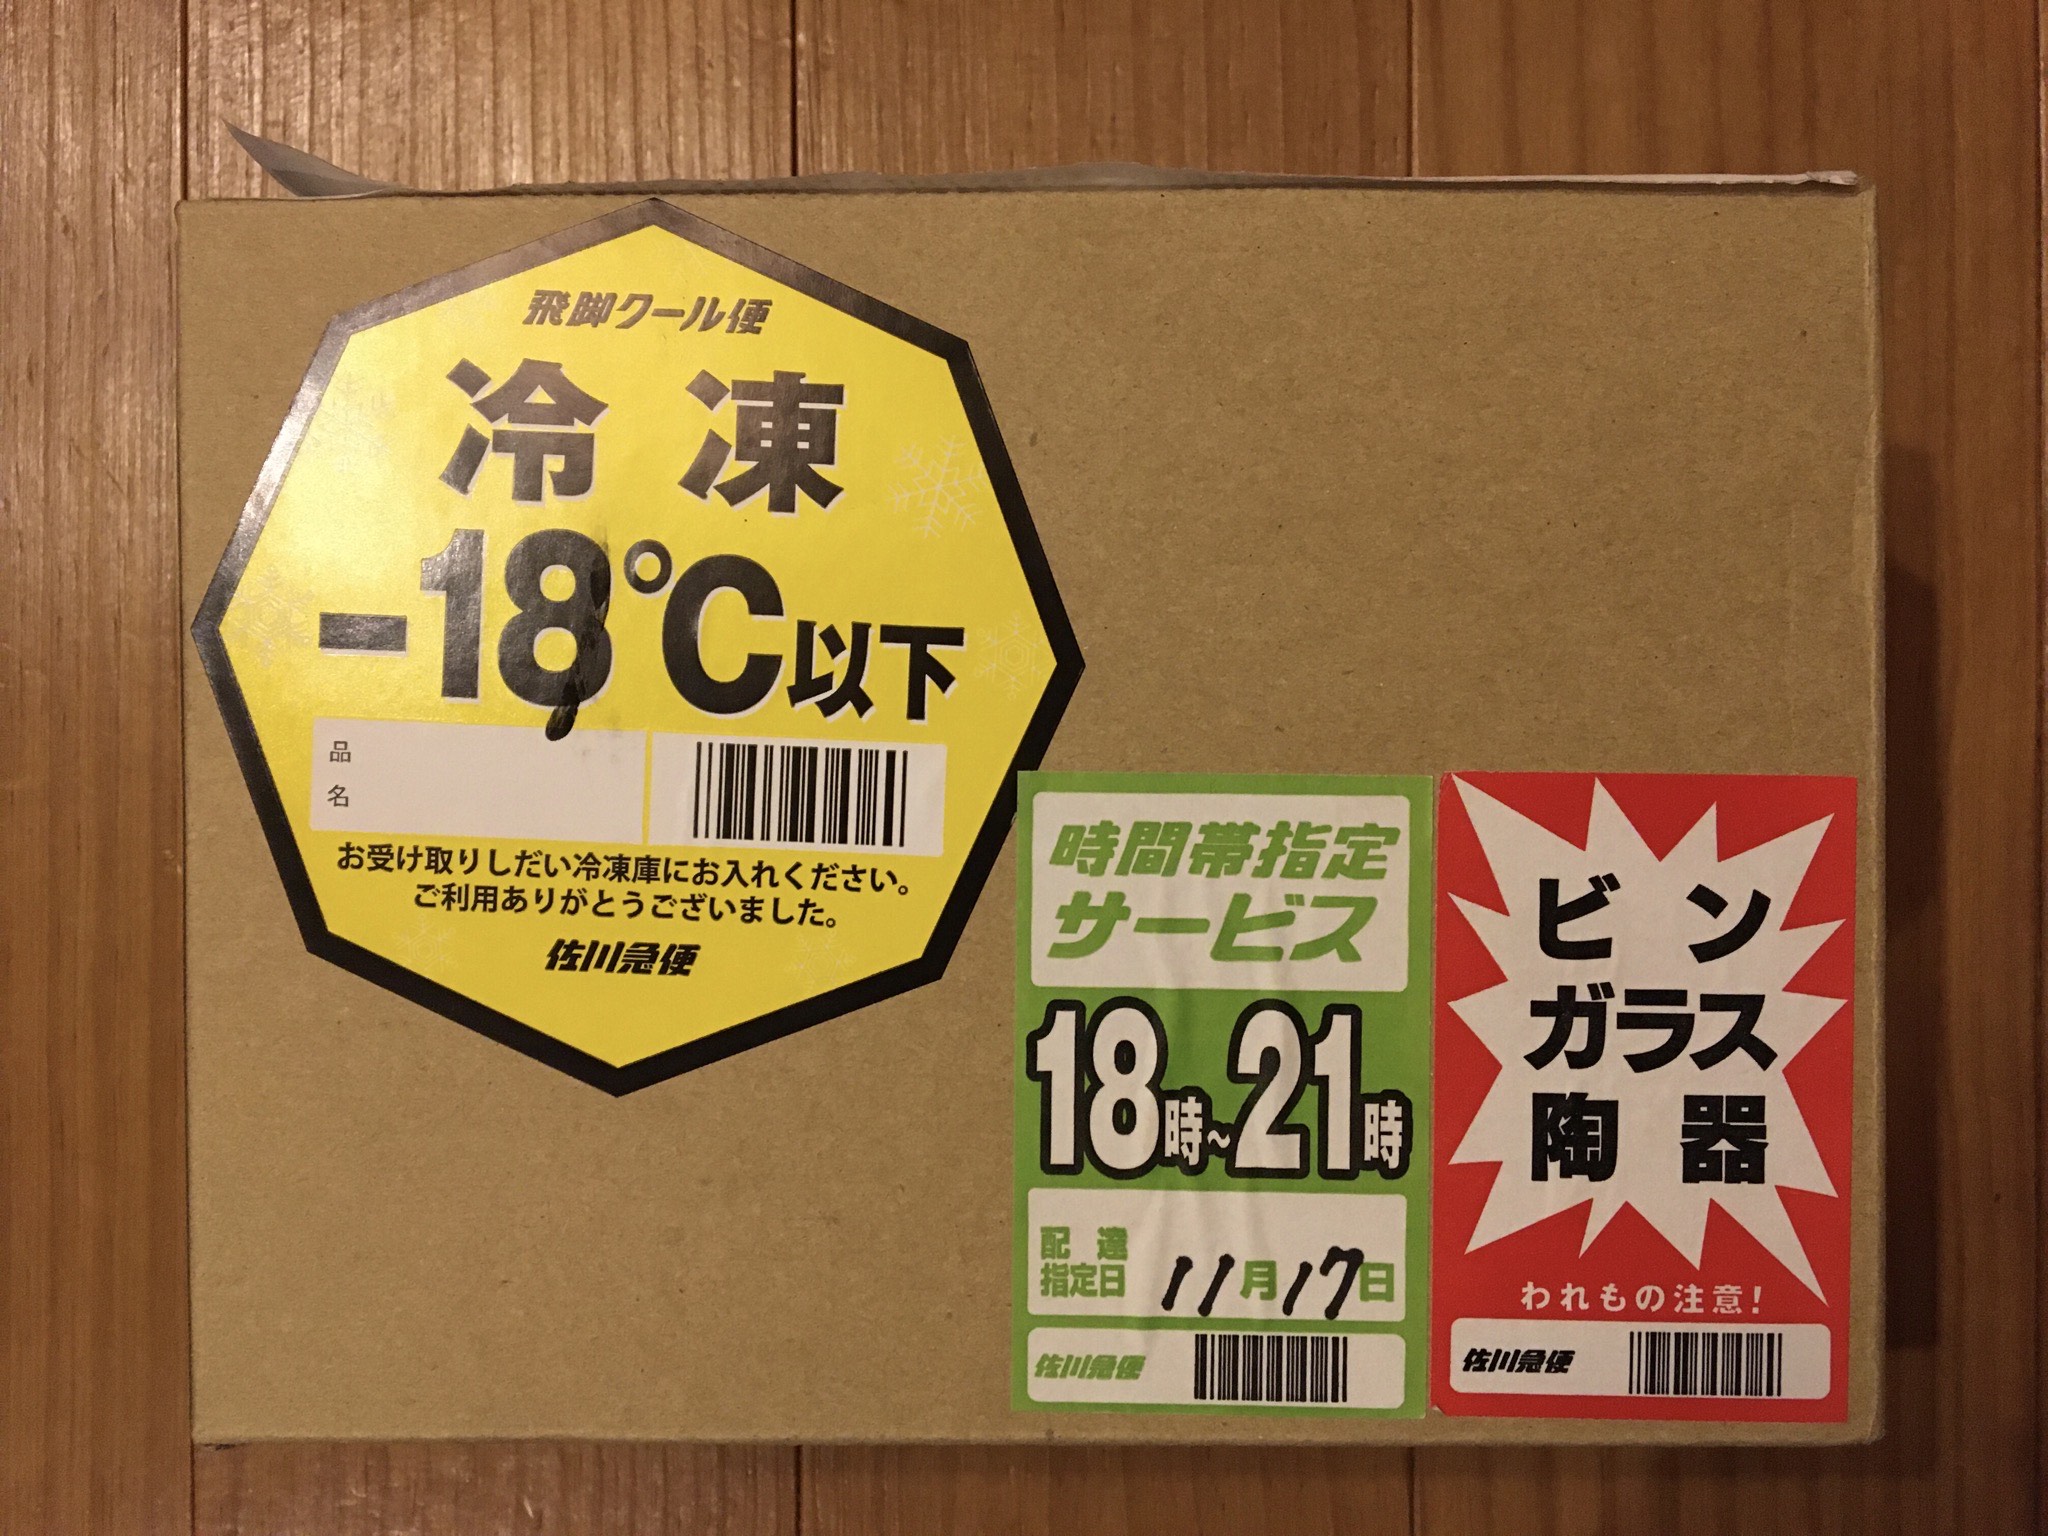 飛脚クール便
冷凍
-18℃以下
品
名
お受け取りしだい冷凍庫にお入れください。
ご利用ありがとうございました。
佐川急便
時間帯指定
サービス
18時~21時
配達
指定日 11月17日
佐川急便
ビン
ガラス
陶器
われもの注意!
佐川急便